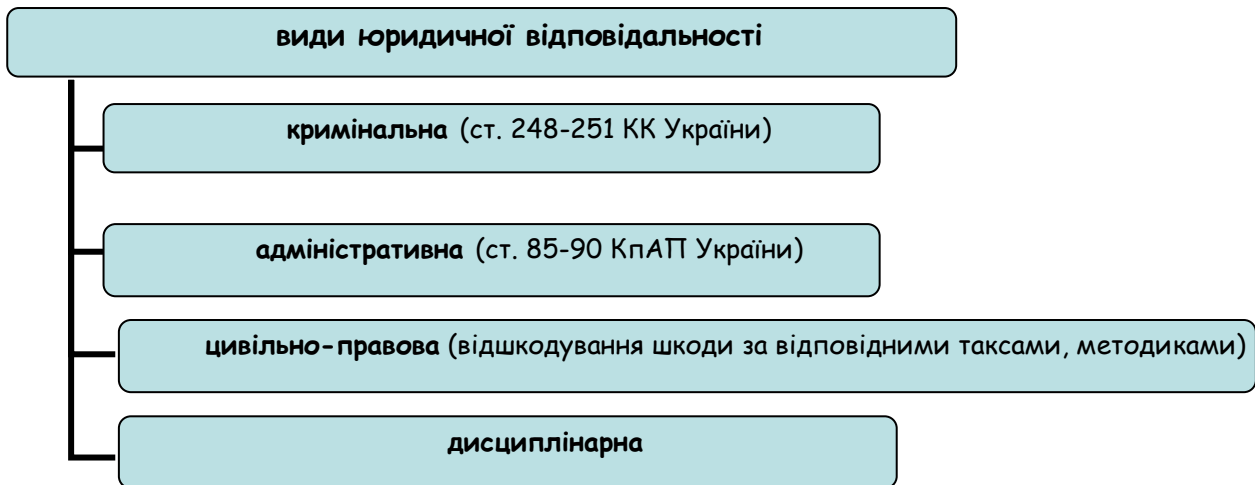 види юридичної відповідальності
кримінальна (ст. 248-251 КК України)
адміністративна (ст. 85-90 КпАП України)
цивільно-правова (відшкодування шкоди за відповідними таксами, методиками)
дисциплінарна